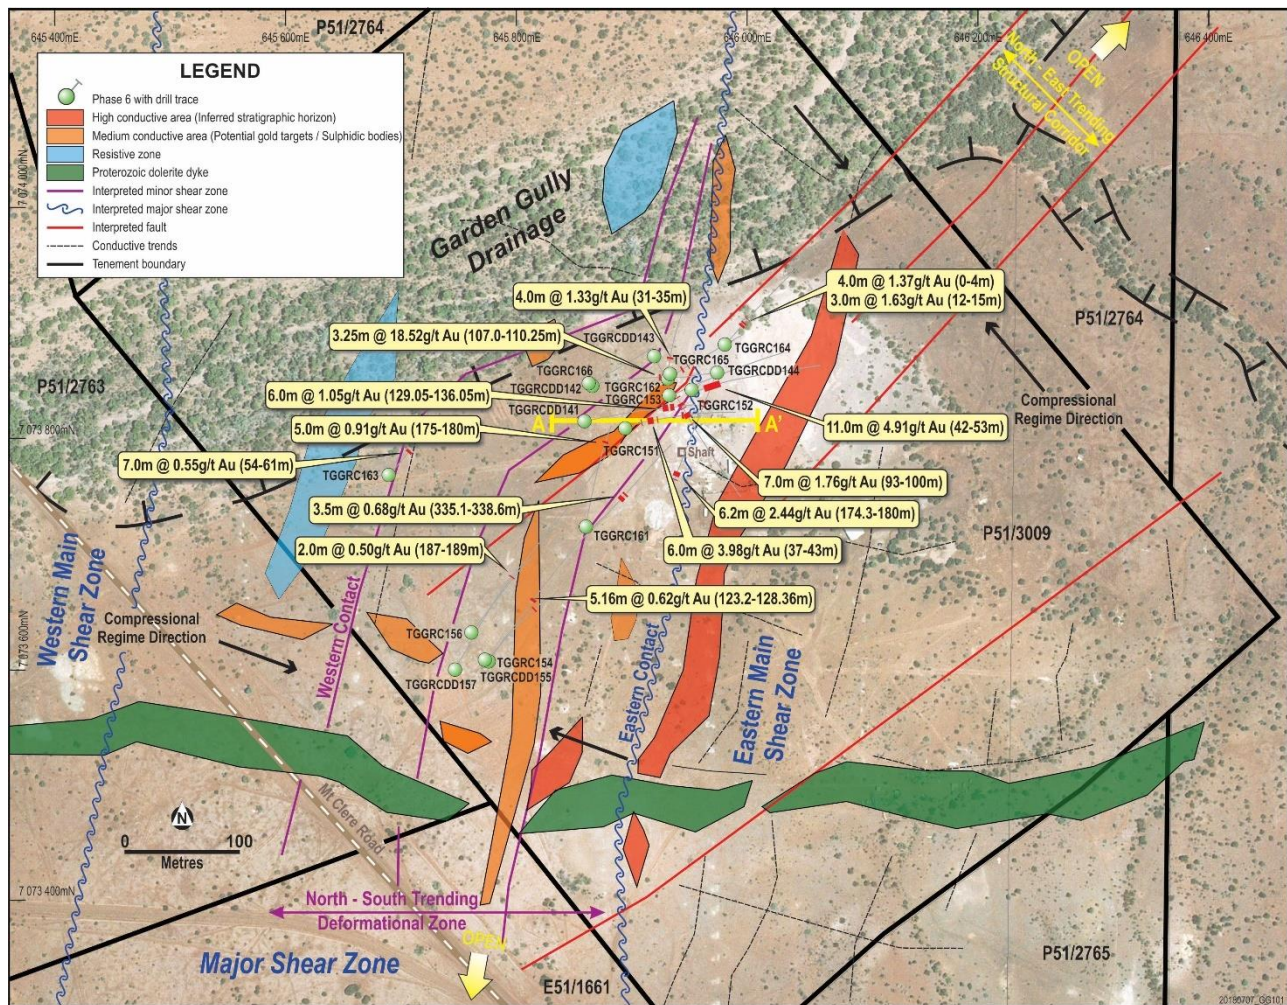 645 400mE
645 600mE
P51/2764
645 800mE
646 000mE
646 200mE
646 400mE
LEGEND
Phase 6 with drill trace
High conductive area (Inferred stratigraphic horizon)
Medium conductive area (Potential gold targets / Sulphidic bodies)
Resistive zone
Proterozoic dolerite dyke
Interpreted minor shear zone
Interpreted major shear zone
Interpreted fault
Conductive trends
Tenement boundary
OPEN
North - East Trending
Structural Corridor
7 074 000mN
Garden Gully
Drainage
P51/2764
4.0m @ 1.33g/t Au (31-35m)
4.0m @ 1.37g/t Au (0-4m)
3.0m @ 1.63g/t Au (12-15m)
3.25m @ 18.52g/t Au (107.0-110.25m)
TGGRCDD143
TGGRC164
TGGRC165
TGGRC166
TGGRCDD144
TGGRCDD142
TGGRC162
P51/2763
6.0m @ 1.05g/t Au (129.05-136.05m)
TGGRC153
TGGRC152
Compressional
Regime Direction
TGGRCDD141
A
A'
11.0m @ 4.91g/t Au (42-53m)
7 073 800mN
5.0m @ 0.91g/t Au (175-180m)
TGGRC151
Shaft
7.0m @ 0.55g/t Au (54-61m)
TGGRC163
7.0m @ 1.76g/t Au (93-100m)
3.5m @ 0.68g/t Au (335.1-338.6m)
6.2m @ 2.44g/t Au (174.3-180m)
TGGRC161
P51/3009
2.0m @ 0.50g/t Au (187-189m)
6.0m @ 3.98g/t Au (37-43m)
Western Main
Shear Zone
5.16m @ 0.62g/t Au (123.2-128.36m)
Compressional
Regime Direction
Western Contact
TGGRC156
7 073 600mN
TGGRC154
TGGRCDD155
TGGRCDD157
Eastern Contact
Eastern Main
Shear Zone
N
0
100
Metres
Mt Clere Road
7 073 400mN
North - South Trending
Deformational Zone
OPEN
Major Shear Zone
E51/1661
P51/2765
20180707_GG101